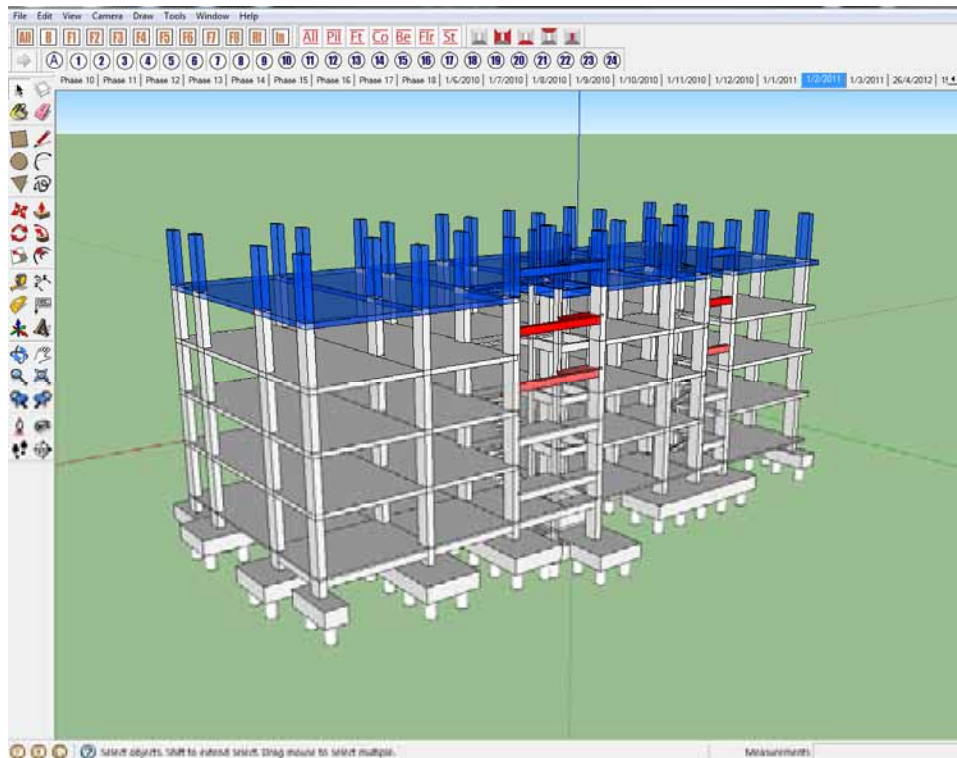 File Edit View Camera Draw Tools Window Help
All B F1 F2 F3 F4 F5 F6 F7 F8 Rf In All Pil Ft Co Be Flr St
A 1 2 3 4 5 6 7 8 9 10 11 12 13 14 15 16 17 18 19 20 21 22 23 24
Phase 10 Phase 11 Phase 12 Phase 13 Phase 14 Phase 15 Phase 16 Phase 17 Phase 18 1/6/2010 1/7/2010 1/8/2010 1/9/2010 1/10/2010 1/11/2010 1/12/2010 1/1/2011 1/2/2011 1/3/2011 26/4/2012
Select objects. Shift to extend select. Drag mouse to select multiple. Measurements